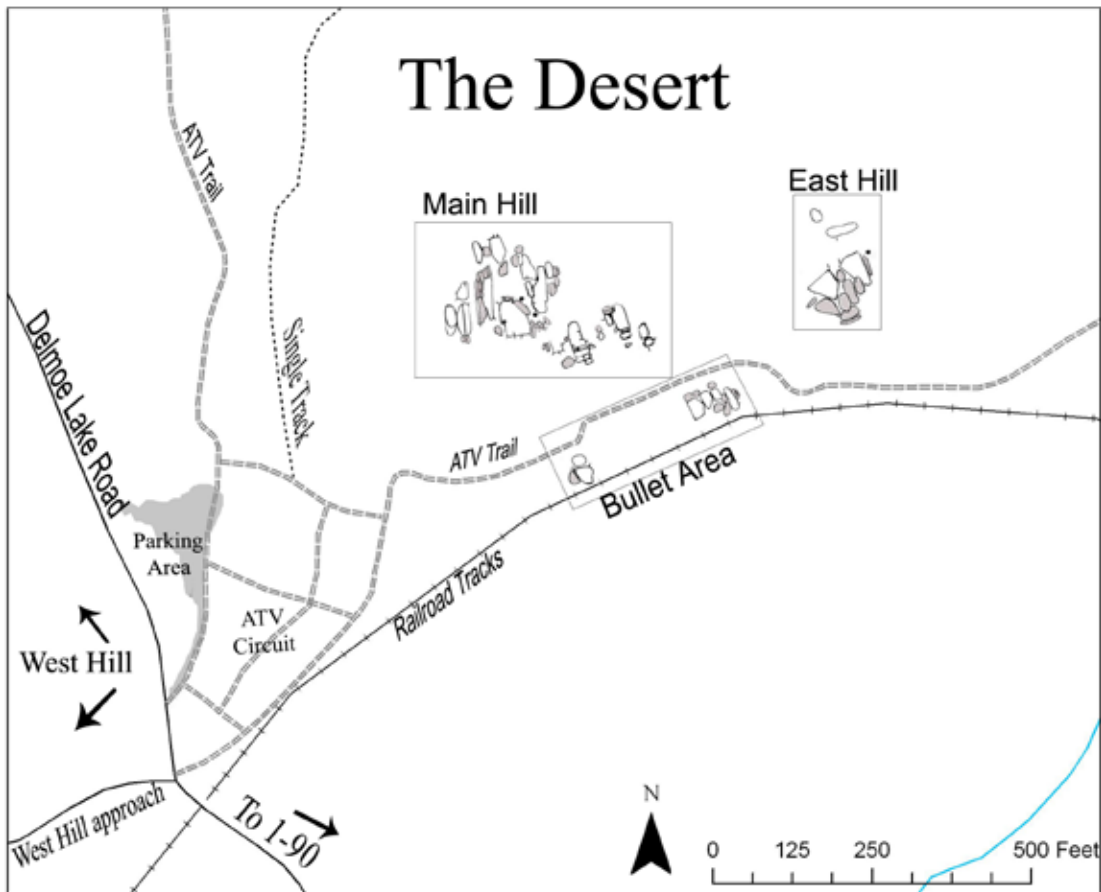 The Desert
ATV Trail
East Hill
Main Hill
Delmoe Lake Road
Single Track
ATV Trail
Bullet Area
Parking
Area
Railroad Tracks
ATV
Circuit
West Hill
West Hill approach
To 1-90
N
0 125 250 500 Feet